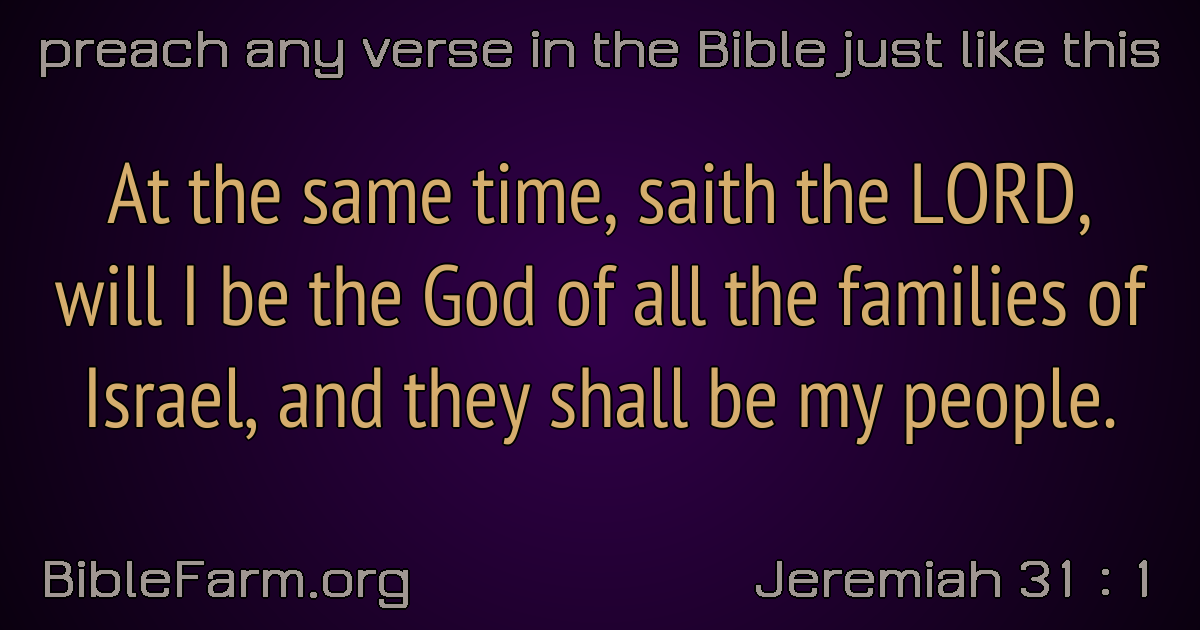 preach any verse in the Bible just like this
At the same time, saith the LORD,
will I be the God of all the families of
Israel, and they shall be my people.
BibleFarm.org
Jeremiah 31 : 1